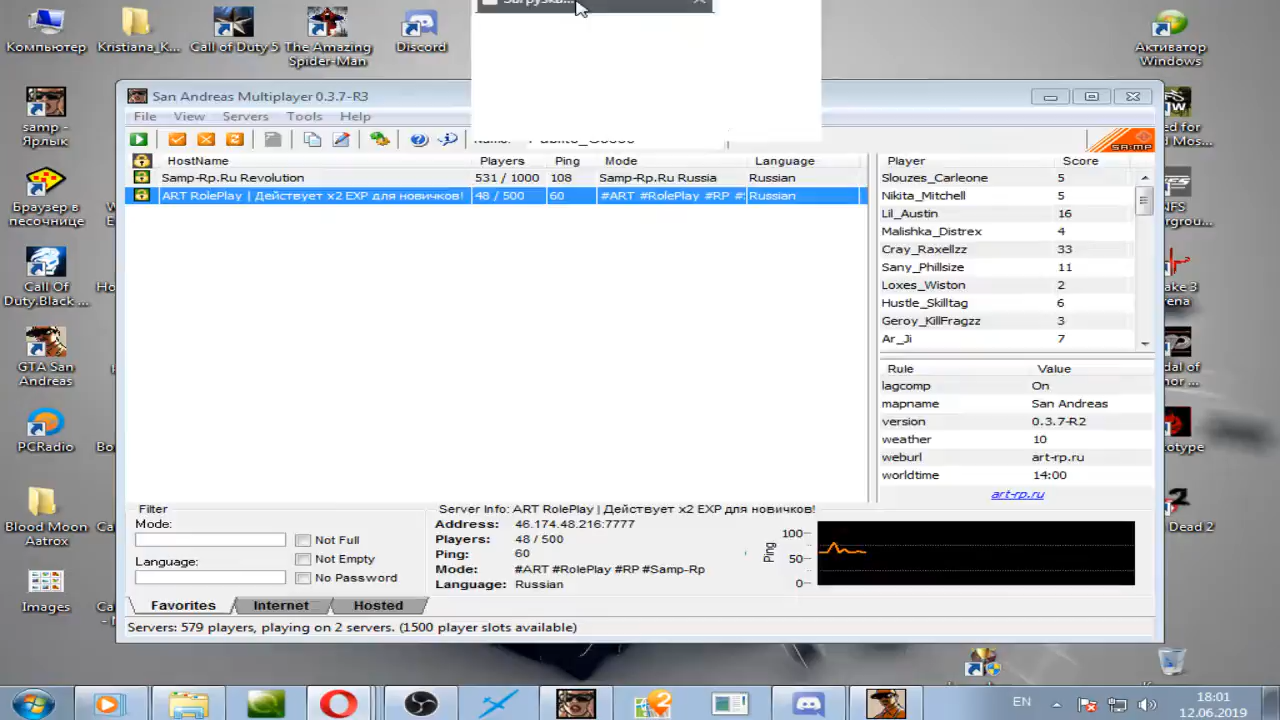 Загрузка...
Компьютер
Kristiana_K...
Call of Duty 5
The Amazing
Spider-Man
Discord
Активатор
Windows
San Andreas Multiplayer 0.3.7-R3
File View Servers Tools Help
samp -
Ярлык
HostName Players Ping Mode Language
Samp-Rp.Ru Revolution 531 / 1000 108 Samp-Rp.Ru Russia Russian
ART RolePlay | Действует x2 EXP для новичков! 48 / 500 60 #ART #RolePlay #RP #: Russian
Player Score
Slouzes_Carleone 5
Nikita_Mitchell 5
Lil_Austin 16
Malishka_Distrex 4
Cray_Raxellzz 33
Sany_Phillsize 11
Loxes_Wiston 2
Hustle_Skilltag 6
Geroy_KillFragzz 3
Ar_Ji 7
Rule Value
lagcomp On
mapname San Andreas
version 0.3.7-R2
weather 10
weburl art-rp.ru
worldtime 14:00
art-rp.ru
Браузер в
песочнице
Call Of
Duty.Black ...
GTA San
Andreas
PCRadio
Blood Moon
Aatrox
Images
Filter
Mode:
Language:
Not Full
Not Empty
No Password
Server Info: ART RolePlay | Действует x2 EXP для новичков!
Address: 46.174.48.216:7777
Players: 48 / 500
Ping: 60
Mode: #ART #RolePlay #RP #Samp-Rp
Language: Russian
Ping
100
50
0
Favorites Internet Hosted
Servers: 579 players, playing on 2 servers. (1500 player slots available)
EN
18:01
12.06.2019